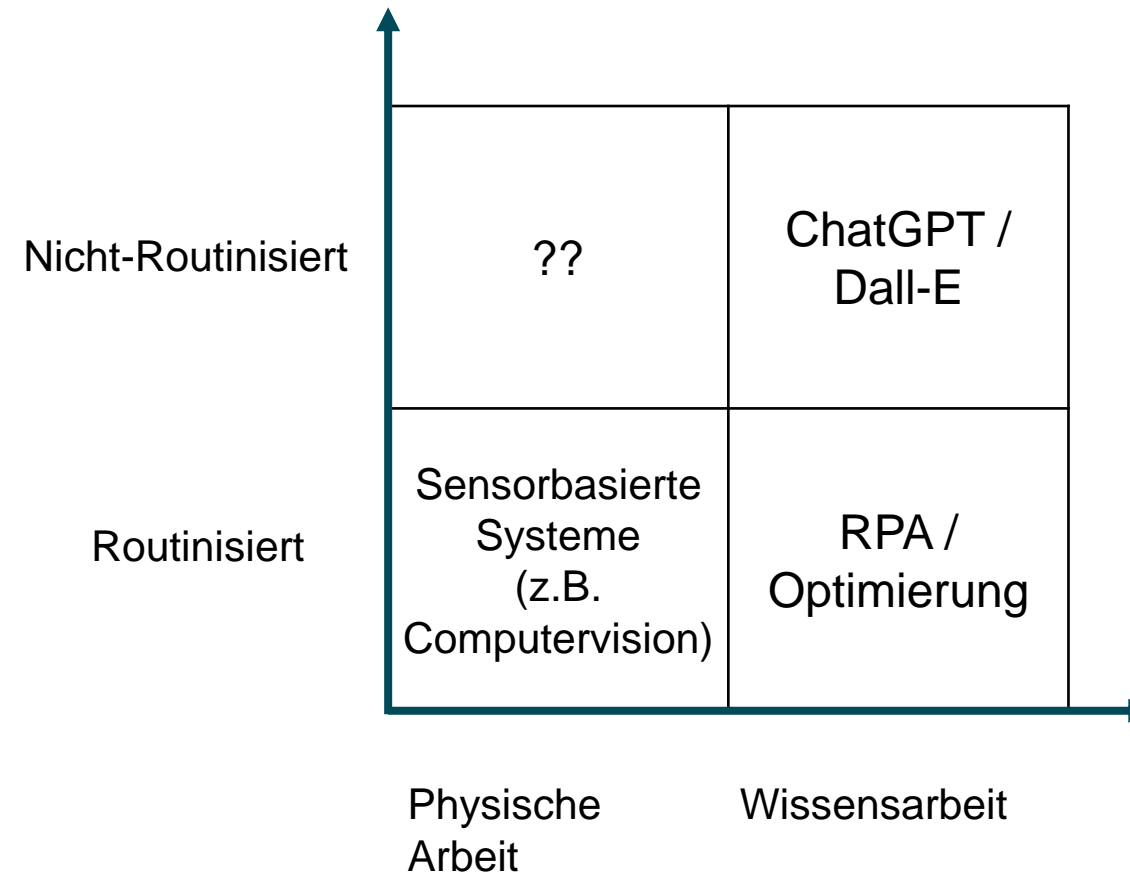 Nicht-Routinisiert
??
ChatGPT /
Dall-E
Routinisiert
Sensorbasierte
Systeme
(z.B.
Computervision)
RPA /
Optimierung
Physische
Arbeit
Wissensarbeit